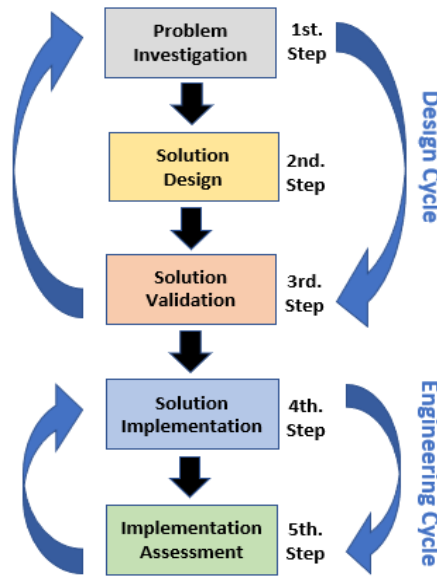 Problem
Investigation
1st.
Step
Solution
Design
2nd.
Step
Solution
Validation
3rd.
Step
Design Cycle
Solution
Implementation
4th.
Step
Implementation
Assessment
5th.
Step
Engineering Cycle